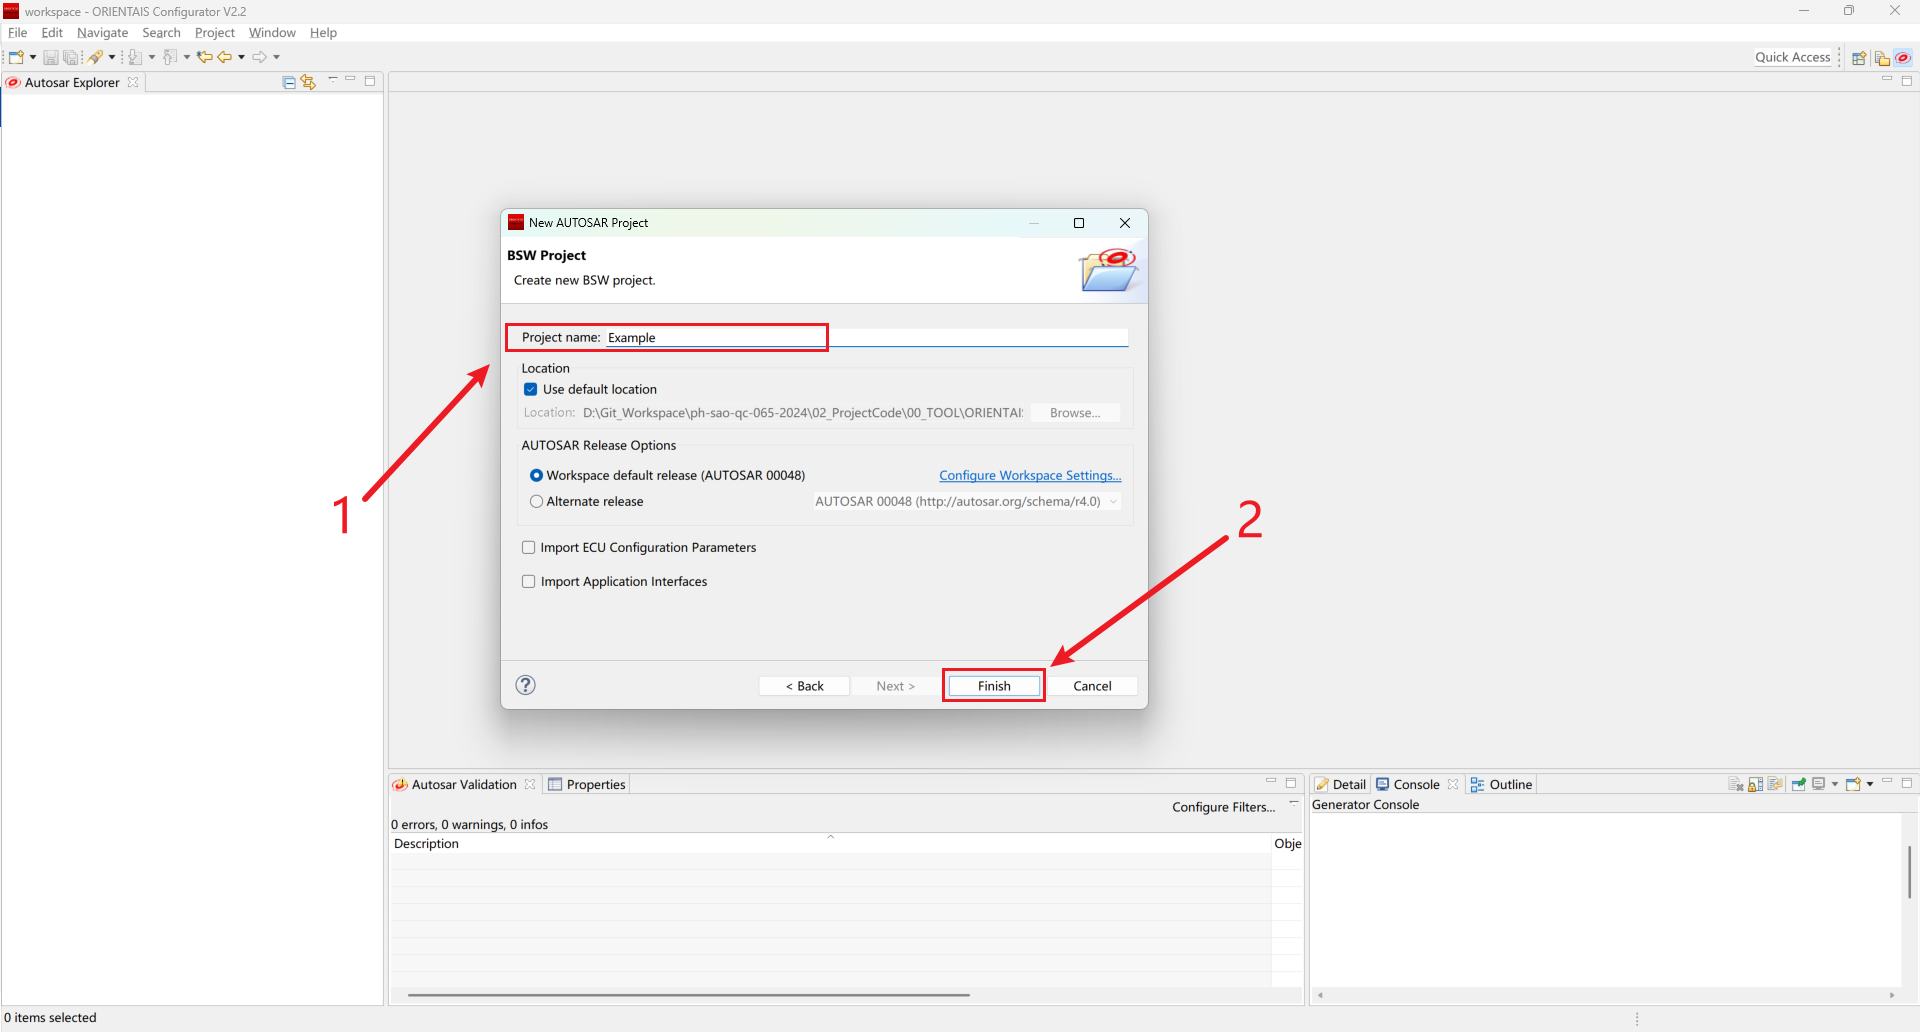 workspace - ORIENTAIS Configurator V2.2
File Edit Navigate Search Project Window Help
Quick Access
Autosar Explorer
New AUTOSAR Project
BSW Project
Create new BSW project.
Project name: Example
Location
Use default location
Location: D:\Git_Workspace\ph-sao-qc-065-2024\02_ProjectCode\00_TOOL\ORIENTAI
Browse...
AUTOSAR Release Options
Workspace default release (AUTOSAR 00048)
Configure Workspace Settings...
Alternate release
AUTOSAR 00048 (http://autosar.org/schema/r4.0)
1
2
Import ECU Configuration Parameters
Import Application Interfaces
< Back
Next >
Finish
Cancel
Autosar Validation
Properties
Configure Filters...
0 errors, 0 warnings, 0 infos
Description
Obje
Detail
Console
Outline
Generator Console
0 items selected